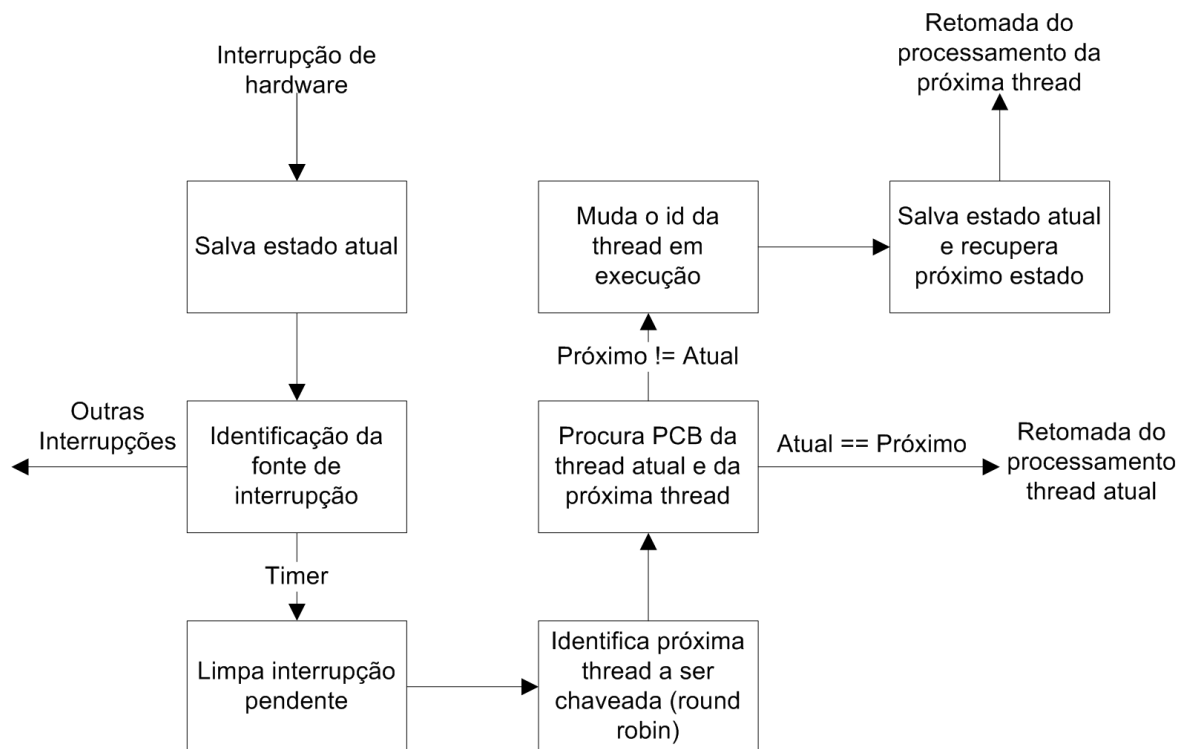 Interrupção de
hardware
Salva estado atual
Outras
Interrupções
Identificação da
fonte de
interrupção
Timer
Limpa interrupção
pendente
Identifica próxima
thread a ser
chaveada (round
robin)
Procura PCB da
thread atual e da
próxima thread
Atual == Próximo
Retomada do
processamento
thread atual
Próximo != Atual
Muda o id da
thread em
execução
Salva estado atual
e recupera
próximo estado
Retomada do
processamento da
próxima thread